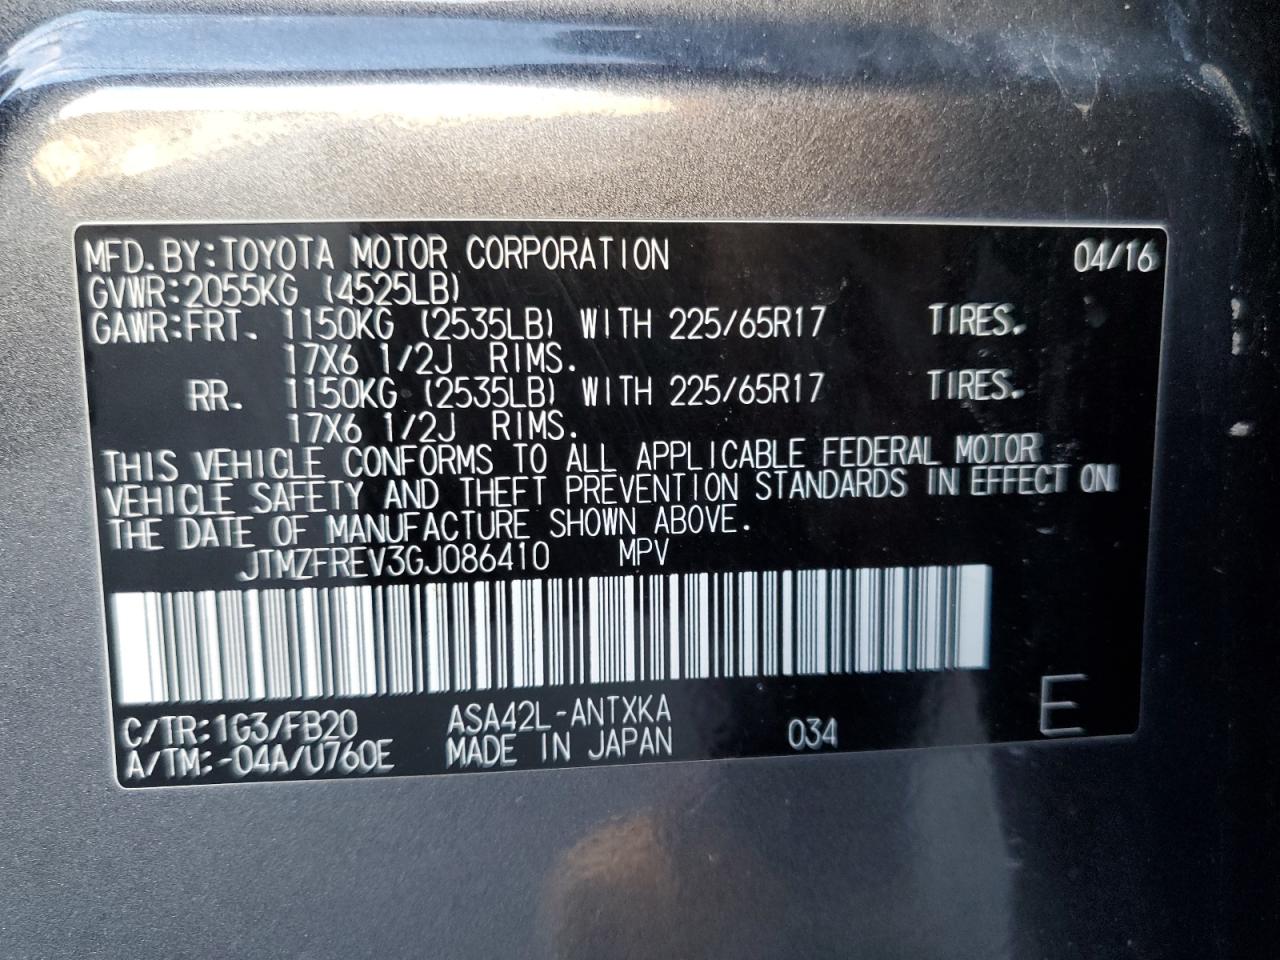 MFD. BY: TOYOTA MOTOR CORPORATION 04/16
GVWR: 2055KG (4525LB)
GAWR: FRT. 1150KG (2535LB) WITH 225/65R17 TIRES.
17X6 1/2J RIMS.
RR. 1150KG (2535LB) WITH 225/65R17 TIRES.
17X6 1/2J RIMS.
THIS VEHICLE CONFORMS TO ALL APPLICABLE FEDERAL MOTOR
VEHICLE SAFETY AND THEFT PREVENTION STANDARDS IN EFFECT ON
THE DATE OF MANUFACTURE SHOWN ABOVE.
JTMZFREV3GJ086410 MPV
C/TR: 1G3/FB20 ASA42L-ANTXKA
A/TM: -04A/U760E MADE IN JAPAN 034 E